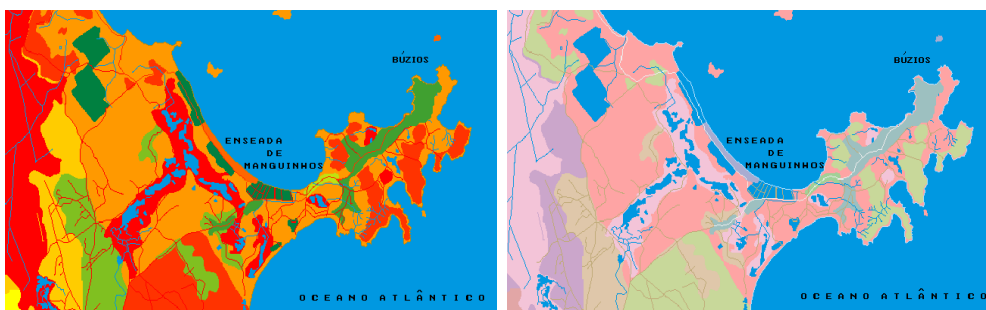 BÚZIOS
ENSEADA
DE
MANGUINHOS
OCEANO ATLÂNTICO
BÚZIOS
ENSEADA
DE
MANGUINHOS
OCEANO ATLÂNTICO